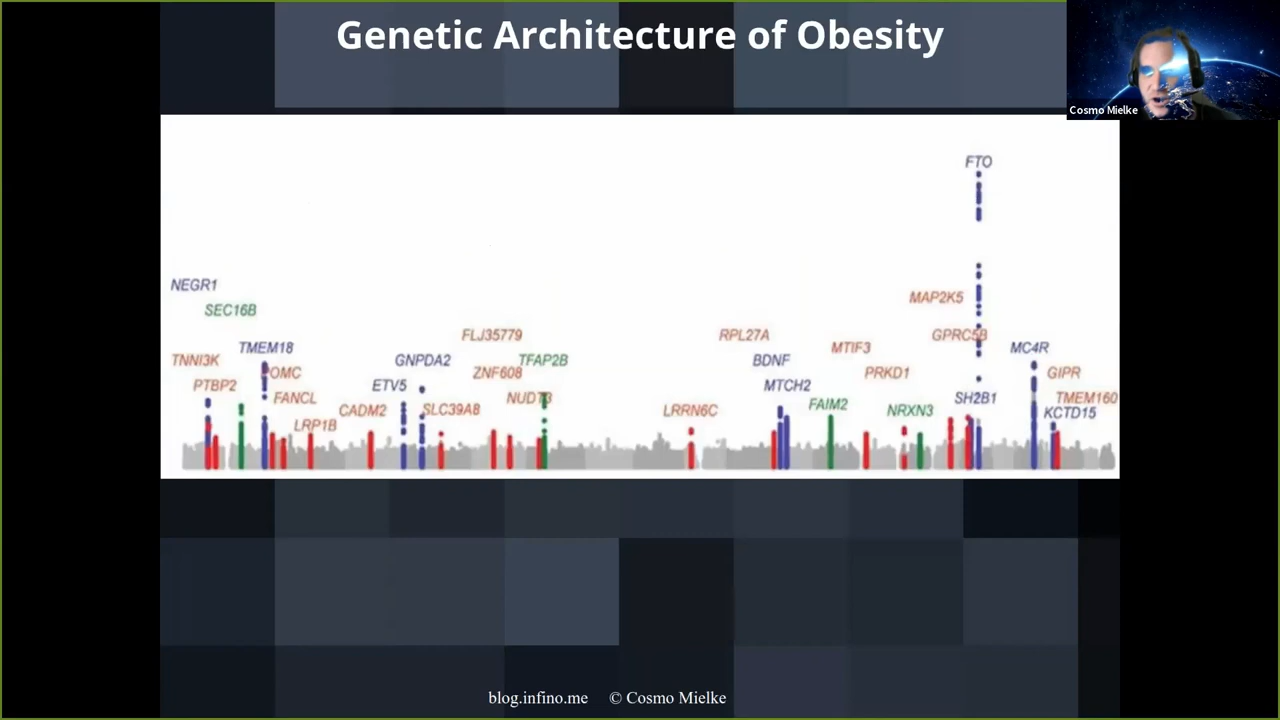 Genetic Architecture of Obesity
Cosmo Mielke
FTO
NEGR1
MAP2K5
SEC16B
FLJ35779
RPL27A
GPRC5B
TMEM18
MTIF3
MC4R
TNNI3K
GNPDA2
TFAP2B
BDNF
POMC
ZNF608
PRKD1
GIPR
PTBP2
ETV5
MTCH2
FANCL
NUDT3
SH2B1
TMEM160
CADM2
SLC39A8
LRRN6C
FAIM2
NRXN3
KCTD15
LRP1B
blog.infino.me © Cosmo Mielke